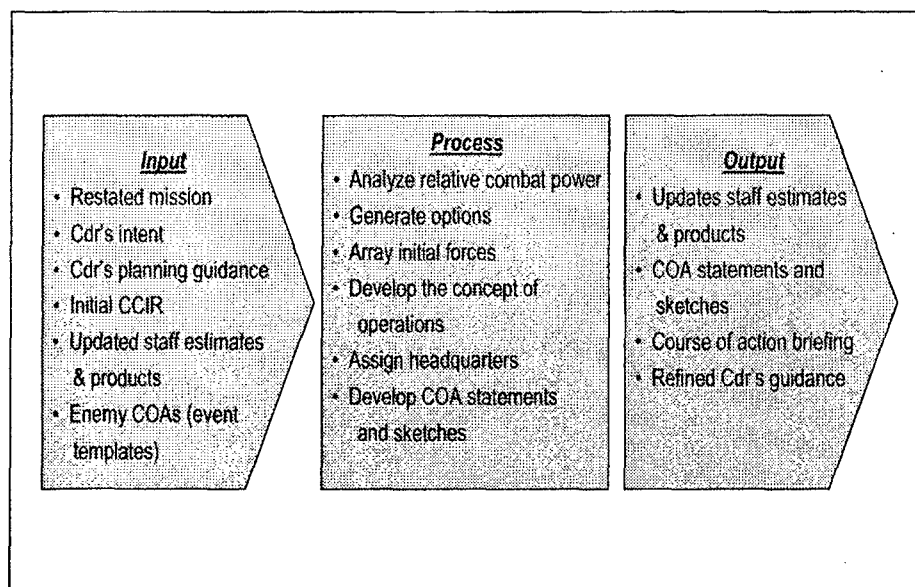 Input
• Restated mission
• Cdr's intent
• Cdr's planning guidance
• Initial CCIR
• Updated staff estimates
& products
• Enemy COAs (event
templates)
Process
• Analyze relative combat power
• Generate options
• Array initial forces
• Develop the concept of
operations
• Assign headquarters
• Develop COA statements
and sketches
Output
• Updates staff estimates
& products
• COA statements and
sketches
• Course of action briefing
• Refined Cdr's guidance